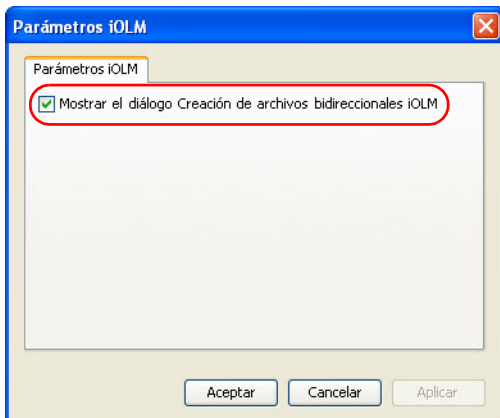 Parámetros iOLM
Parámetros iOLM
Mostrar el diálogo Creación de archivos bidireccionales iOLM
Aceptar Cancelar Aplicar